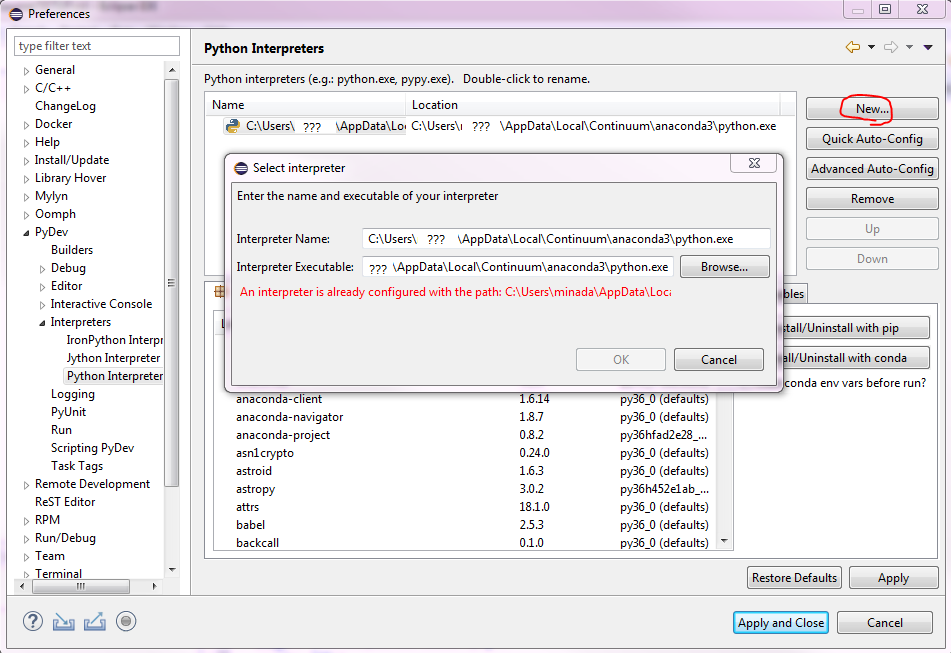 Preferences
type filter text
General
C/C++
ChangeLog
Docker
Help
Install/Update
Library Hover
Mylyn
Oomph
PyDev
Builders
Debug
Editor
Interactive Console
Interpreters
IronPython Interpr
Jython Interpreter
Python Interpreter
Logging
PyUnit
Run
Scripting PyDev
Task Tags
Remote Development
ReST Editor
RPM
Run/Debug
Team
Terminal
Python Interpreters
Python interpreters (e.g.: python.exe, pypy.exe).   Double-click to rename.
Name Location
C:\Users\ ??? \AppData\Lo C:\Users\ ??? \AppData\Local\Continuum\anaconda3\python.exe
New...
Quick Auto-Config
Advanced Auto-Config
Remove
Up
Down
Select interpreter
Enter the name and executable of your interpreter
Interpreter Name: C:\Users\ ??? \AppData\Local\Continuum\anaconda3\python.exe
Interpreter Executable: ??? \AppData\Local\Continuum\anaconda3\python.exe Browse...
An interpreter is already configured with the path: C:\Users\minada\AppData\Loca
OK Cancel
bles
stall/Uninstall with pip
all/Uninstall with conda
conda env vars before run?
anaconda-client 1.6.14 py36_0 (defaults)
anaconda-navigator 1.8.7 py36_0 (defaults)
anaconda-project 0.8.2 py36hfad2e28_...
asn1crypto 0.24.0 py36_0 (defaults)
astroid 1.6.3 py36_0 (defaults)
astropy 3.0.2 py36h452e1ab_...
attrs 18.1.0 py36_0 (defaults)
babel 2.5.3 py36_0 (defaults)
backcall 0.1.0 py36_0 (defaults)
Restore Defaults Apply
Apply and Close Cancel